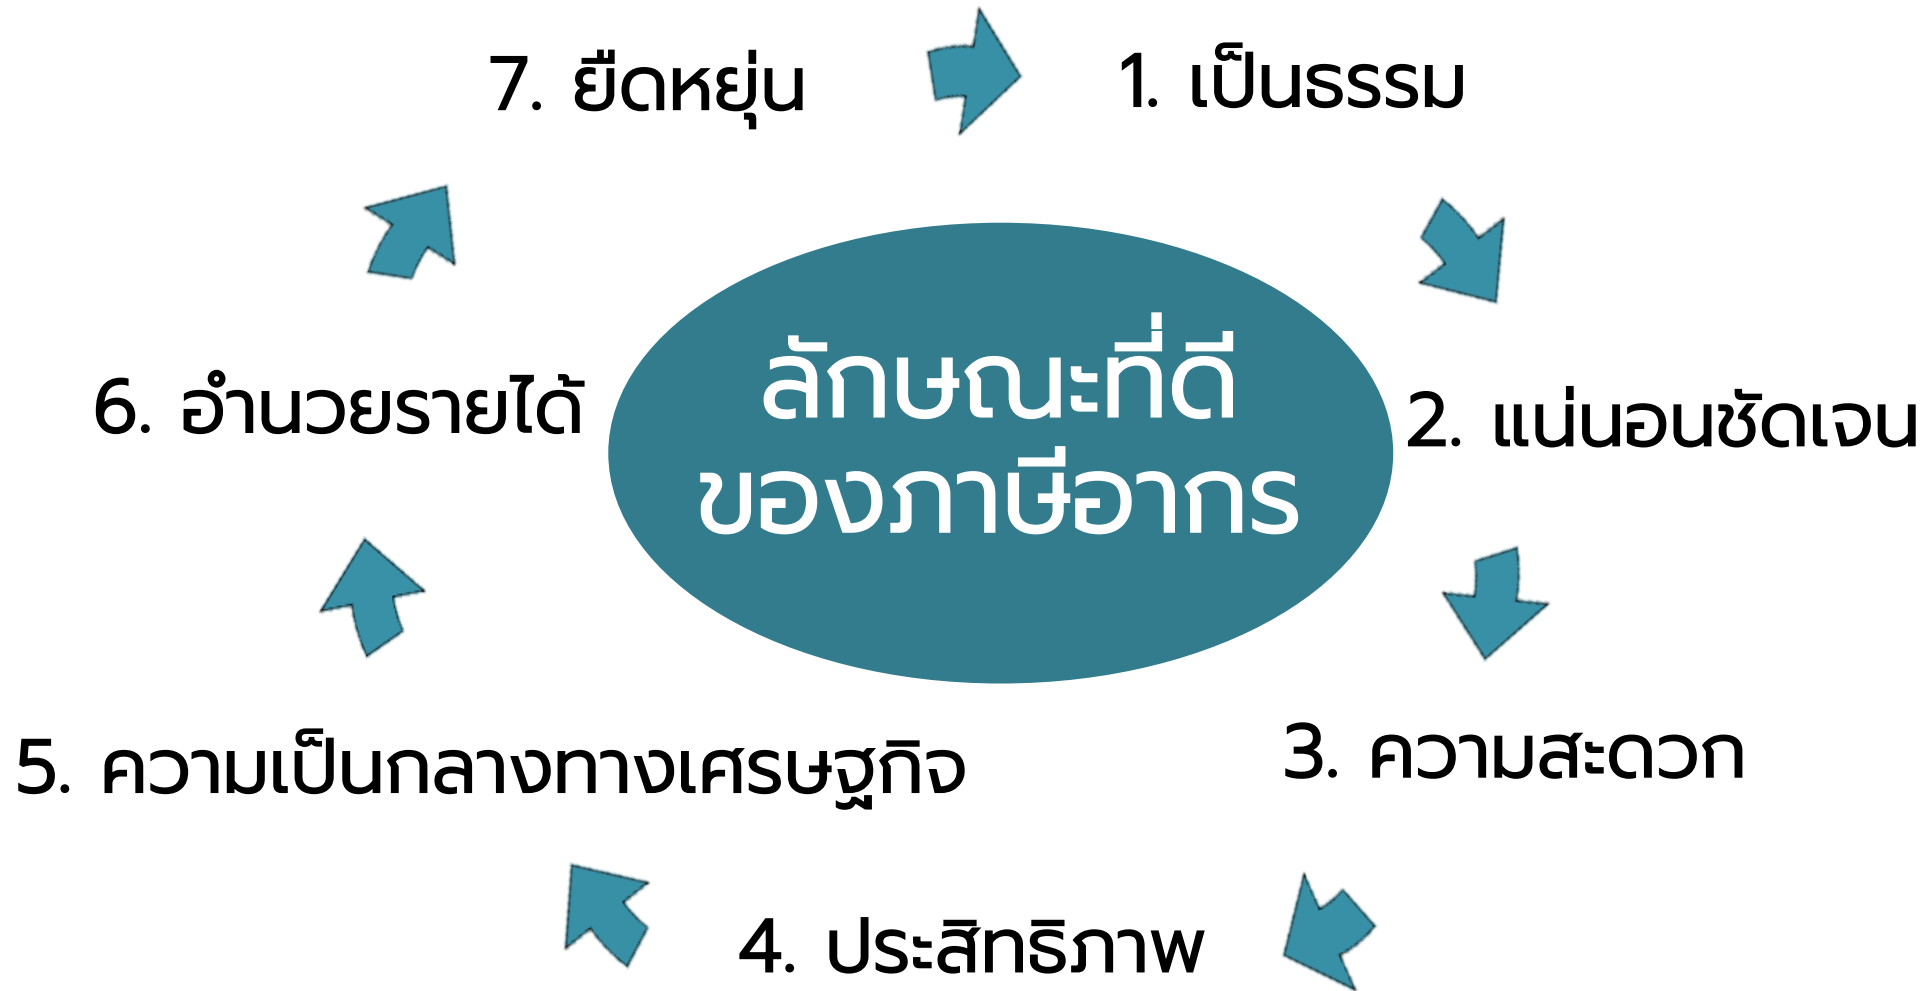 ลักษณะที่ดี
ของภาษีอากร
1. เป็นธรรม
2. แน่นอนชัดเจน
3. ความสะดวก
4. ประสิทธิภาพ
5. ความเป็นกลางทางเศรษฐกิจ
6. อำนวยรายได้
7. ยืดหยุ่น